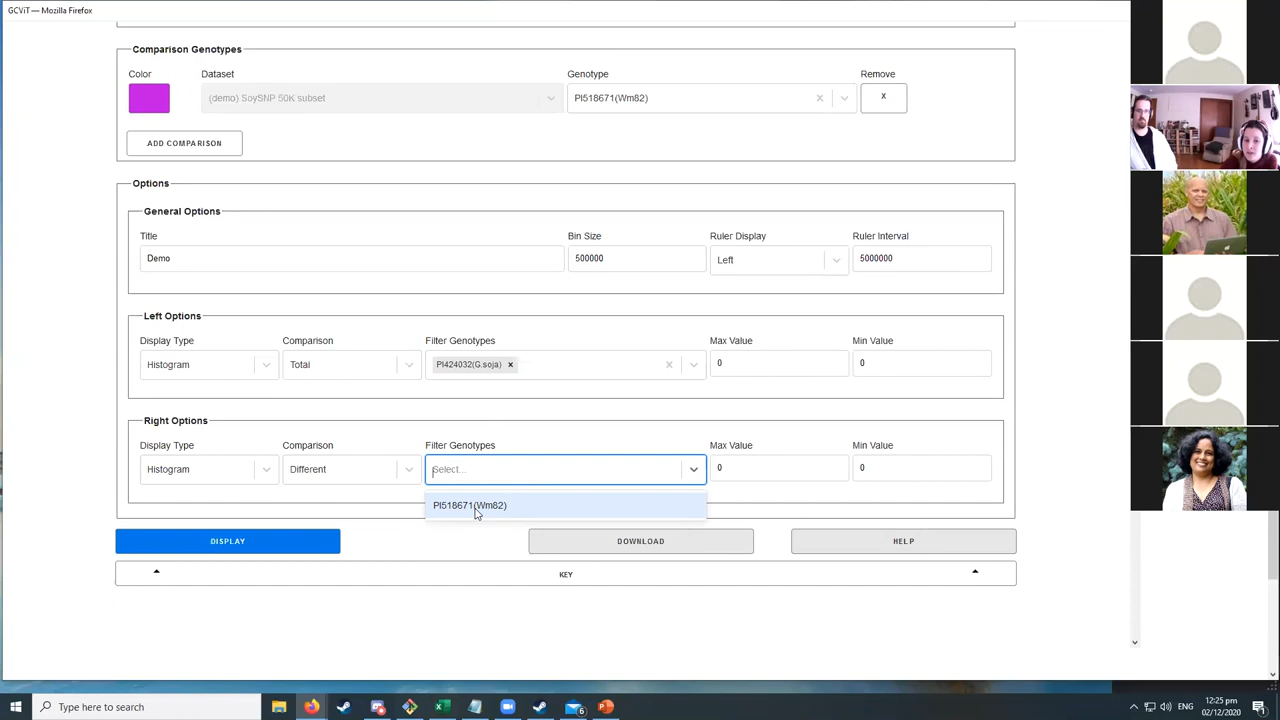 GCViT — Mozilla Firefox
Comparison Genotypes
Color Dataset Genotype Remove
(demo) SoySNP 50K subset PI518671(Wm82) X
ADD COMPARISON
Options
General Options
Title Bin Size Ruler Display Ruler Interval
Demo 500000 Left 5000000
Left Options
Display Type Comparison Filter Genotypes Max Value Min Value
Histogram Total PI424032(G.soja) × 0 0
Right Options
Display Type Comparison Filter Genotypes Max Value Min Value
Histogram Different Select... 0 0
PI518671(Wm82)
DISPLAY DOWNLOAD HELP
KEY
Type here to search 6 ENG 12:25 pm
02/12/2020 1